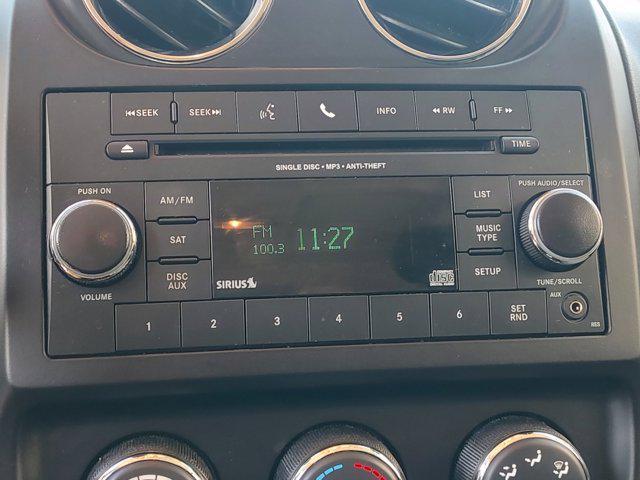 SEEK
SEEK
INFO
RW
FF
TIME
SINGLE DISC • MP3 • ANTI-THEFT
PUSH ON
VOLUME
AM/FM
SAT
DISC
AUX
FM
100.3
11:27
SIRIUS
disc
LIST
MUSIC
TYPE
SETUP
PUSH AUDIO/SELECT
TUNE/SCROLL
1
2
3
4
5
6
SET
RND
AUX
RES